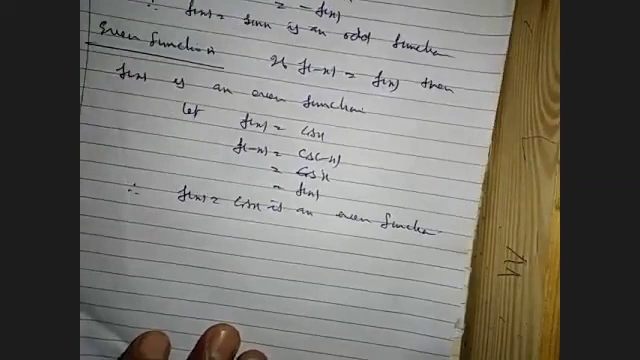 = - f(x)
∴ f(x) = sinx is an odd function
Even function If f(-x) = f(x) then
f(x) is an even function
Let f(x) = cosx
f(-x) = cos(-x)
= cosx
= f(x)
∴ f(x) = cosx is an even function